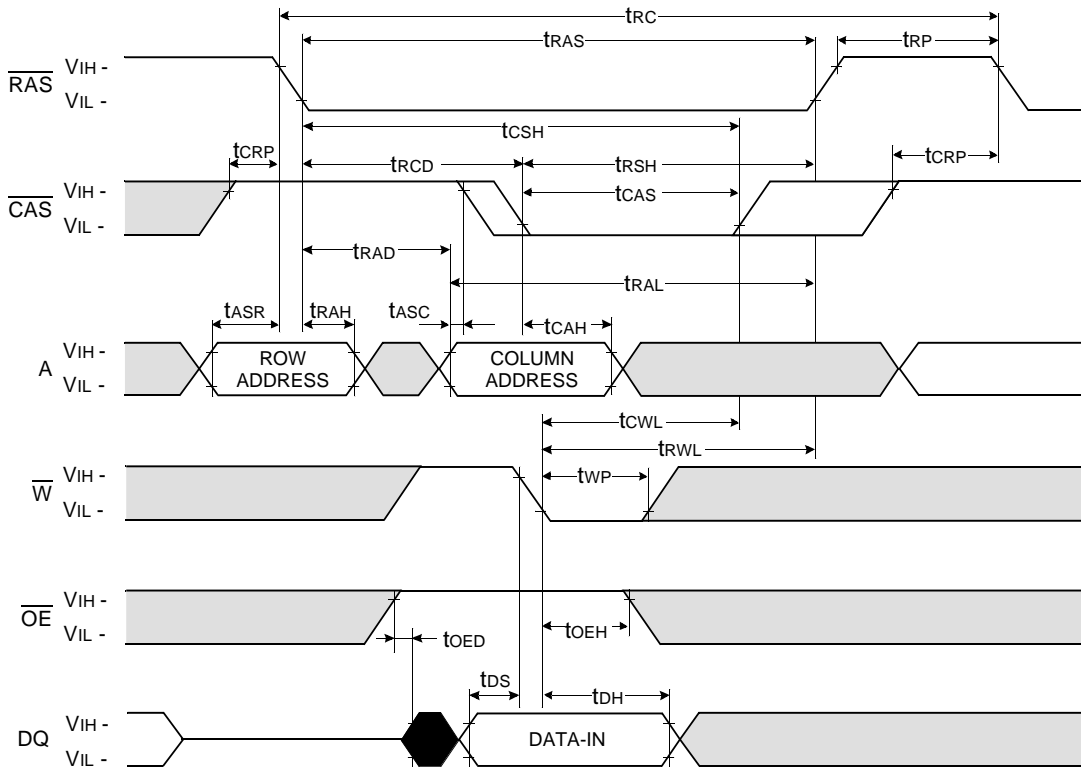 tRC
tRAS
tRP
RAS
VIH -
VIL -
tCSH
tCRP
tRCD
tRSH
tCRP
CAS
VIH -
VIL -
tCAS
tRAD
tRAL
tASR
tRAH
tASC
tCAH
A
VIH -
VIL -
ROW
ADDRESS
COLUMN
ADDRESS
tCWL
tRWL
W
VIH -
VIL -
tWP
OE
VIH -
VIL -
tOED
tOEH
tDS
tDH
DQ
VIH -
VIL -
DATA-IN